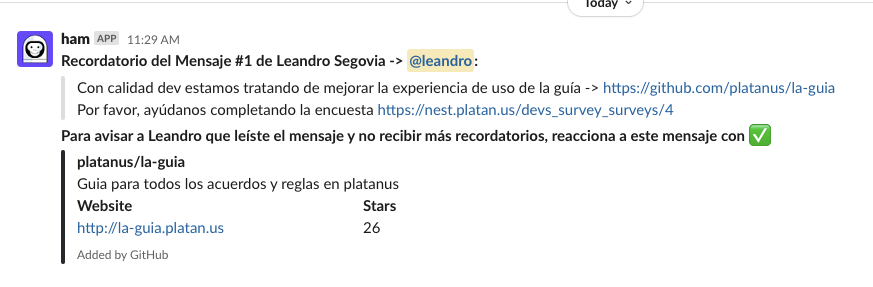 Today
ham APP 11:29 AM
Recordatorio del Mensaje #1 de Leandro Segovia -> @leandro:
Con calidad dev estamos tratando de mejorar la experiencia de uso de la guía -> https://github.com/platanus/la-guia
Por favor, ayúdanos completando la encuesta https://nest.platan.us/devs_survey_surveys/4
Para avisar a Leandro que leíste el mensaje y no recibir más recordatorios, reacciona a este mensaje con ✅
platanus/la-guia
Guia para todos los acuerdos y reglas en platanus
Website Stars
http://la-guia.platan.us 26
Added by GitHub